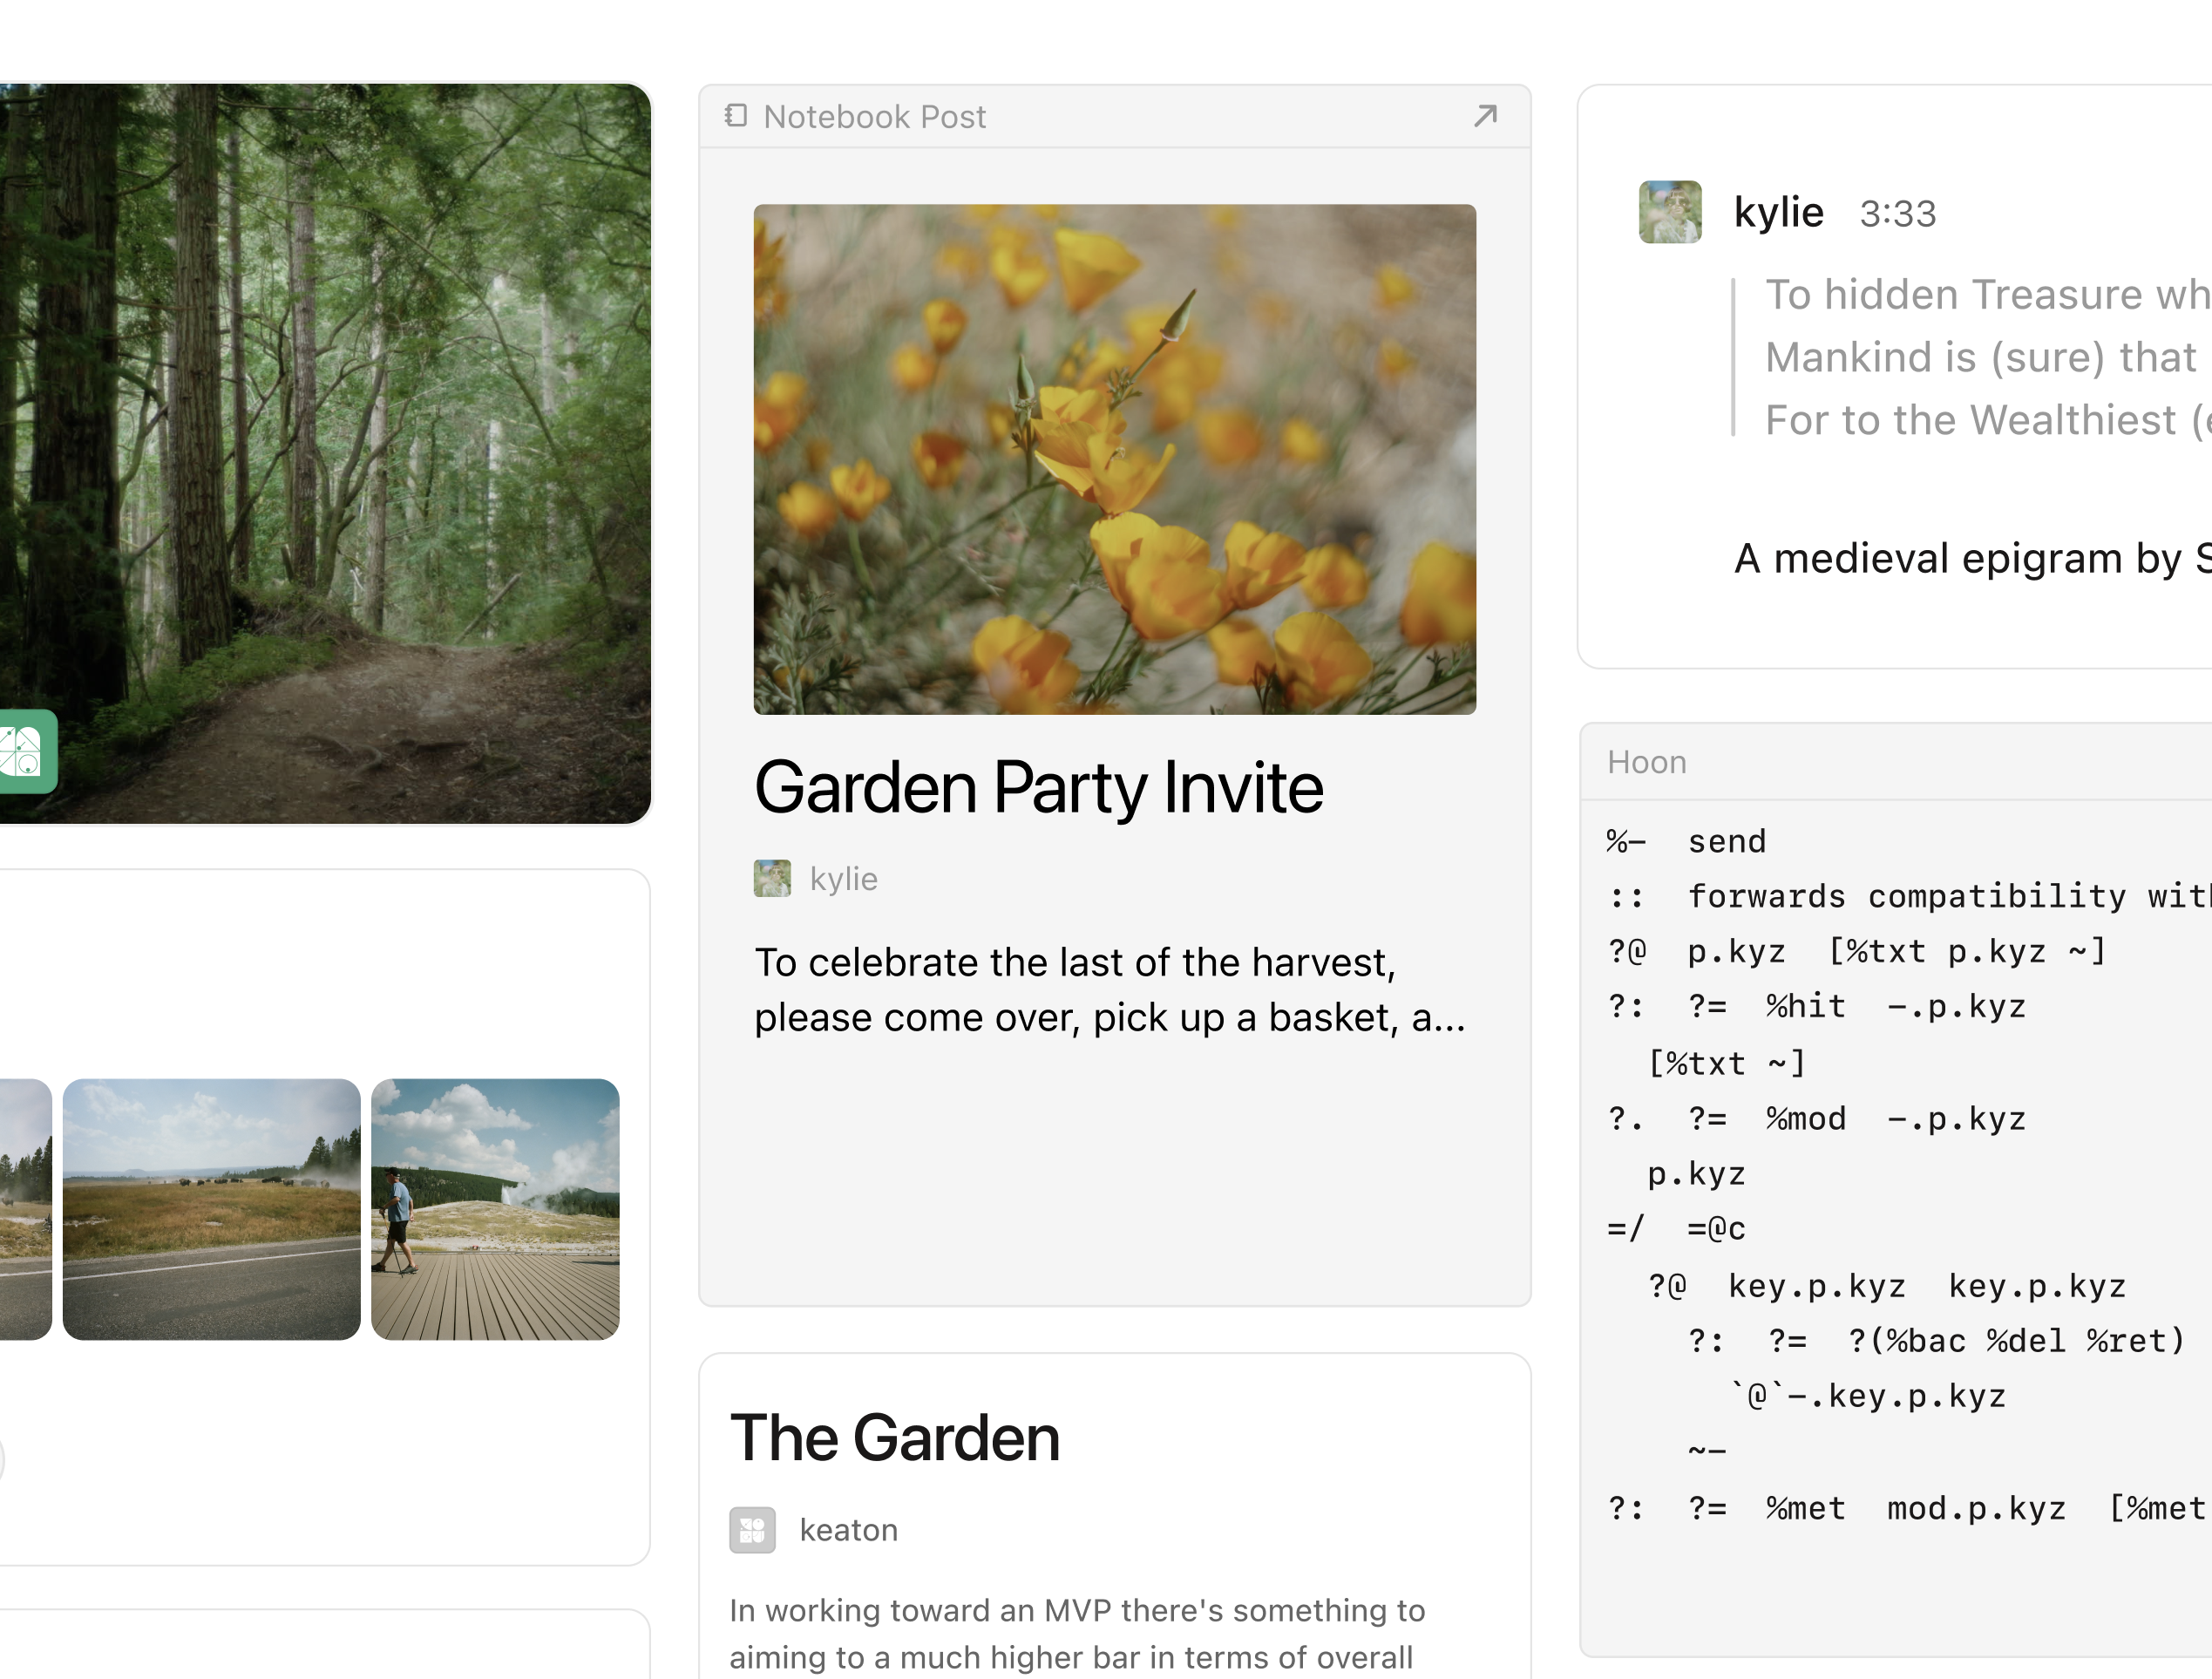 Notebook Post
Garden Party Invite
kylie
To celebrate the last of the harvest,
please come over, pick up a basket, a...
The Garden
keaton
In working toward an MVP there's something to
aiming to a much higher bar in terms of overall
kylie 3:33
To hidden Treasure wh
Mankind is (sure) that
For to the Wealthiest (
A medieval epigram by S
Hoon
%-  send
::  forwards compatibility wit
?@  p.kyz  [%txt p.kyz ~]
?:  ?=  %hit  -.p.kyz
  [%txt ~]
?.  ?=  %mod  -.p.kyz
  p.kyz
=/  =@c
  ?@  key.p.kyz  key.p.kyz
    ?:  ?=  ?(%bac %del %ret)
      `@`-.key.p.kyz
    ~-
?:  ?=  %met  mod.p.kyz  [%met